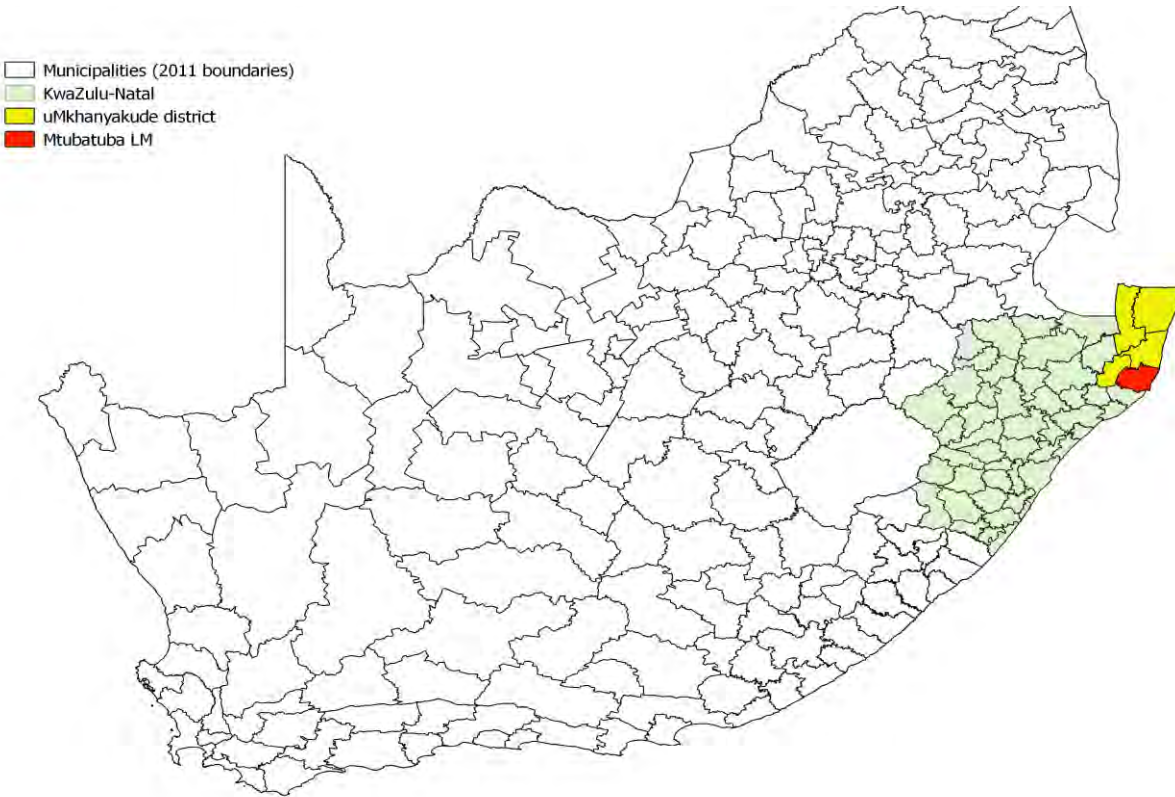 Municipalities (2011 boundaries)
KwaZulu-Natal
uMkhanyakude district
Mtubatuba LM